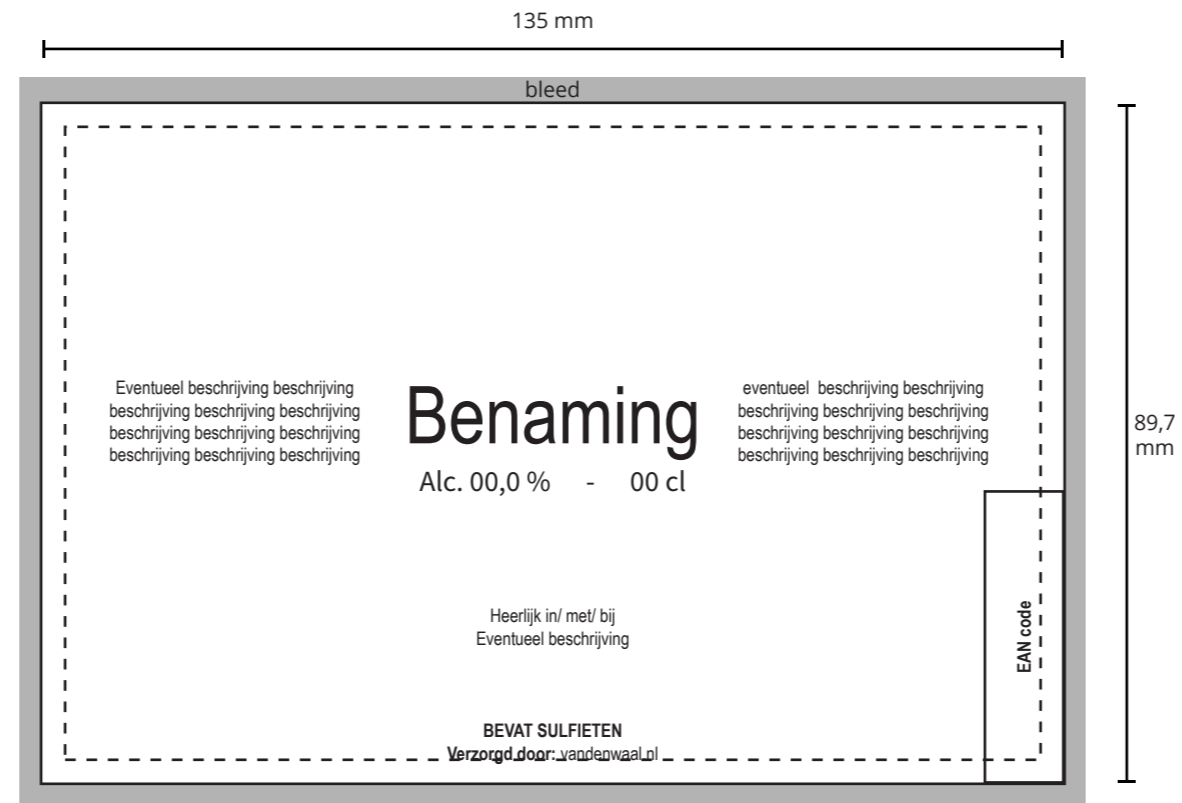 135 mm
bleed
Eventueel beschrijving beschrijving
beschrijving beschrijving beschrijving
beschrijving beschrijving beschrijving
beschrijving beschrijving beschrijving
Benaming
Alc. 00,0 % - 00 cl
eventueel beschrijving beschrijving
beschrijving beschrijving beschrijving
beschrijving beschrijving beschrijving
beschrijving beschrijving beschrijving
89,7
mm
Heerlijk in/ met/ bij
Eventueel beschrijving
EAN code
BEVAT SULFIETEN
Verzorgd door: vandenwaal.nl